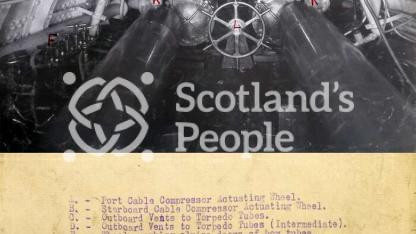 K
K
L
F
Scotland's
People
A. - Port Cable Compressor Actuating Wheel.
B. - Starboard Cable Compressor Actuating Wheel.
C. - Outboard Vents to Torpedo Tubes.
D. - Outboard Vents to Torpedo Tubes (Intermediate).